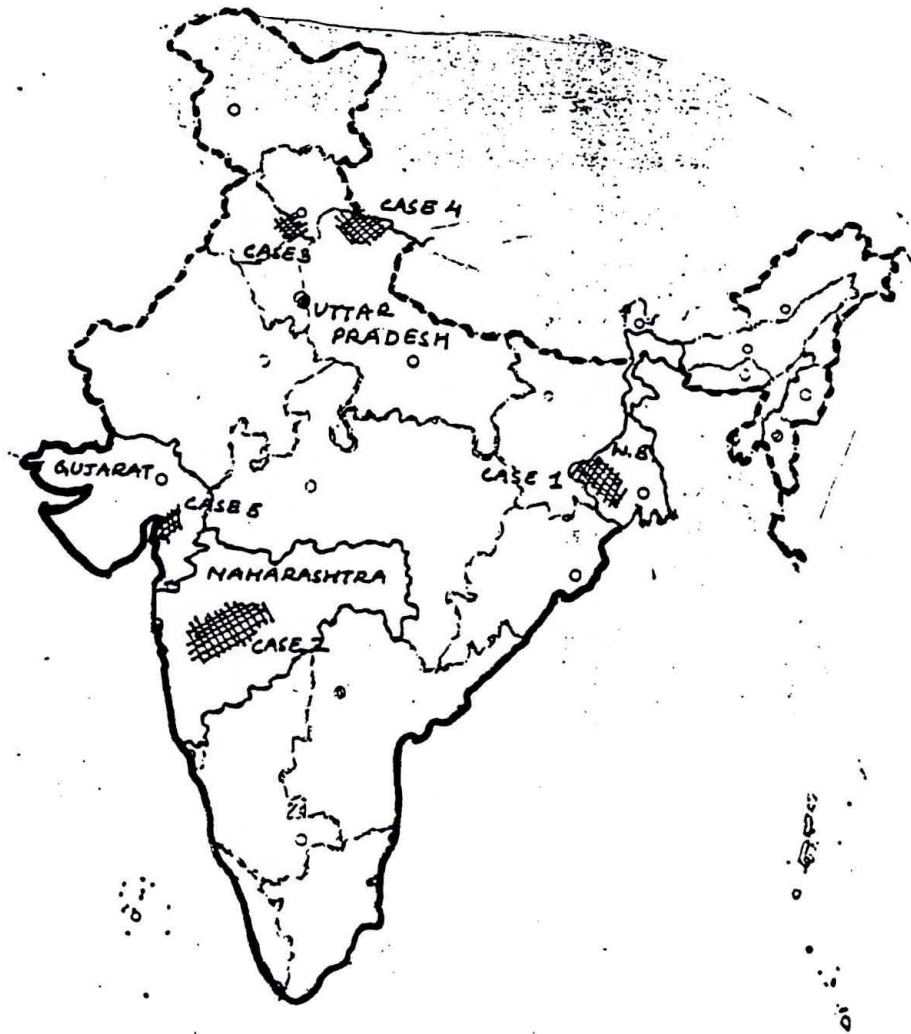 CASE 4
CASE 3
UTTAR
PRADESH
W.B
CASE 1
GUJARAT
CASE 5
MAHARASHTRA
CASE 2